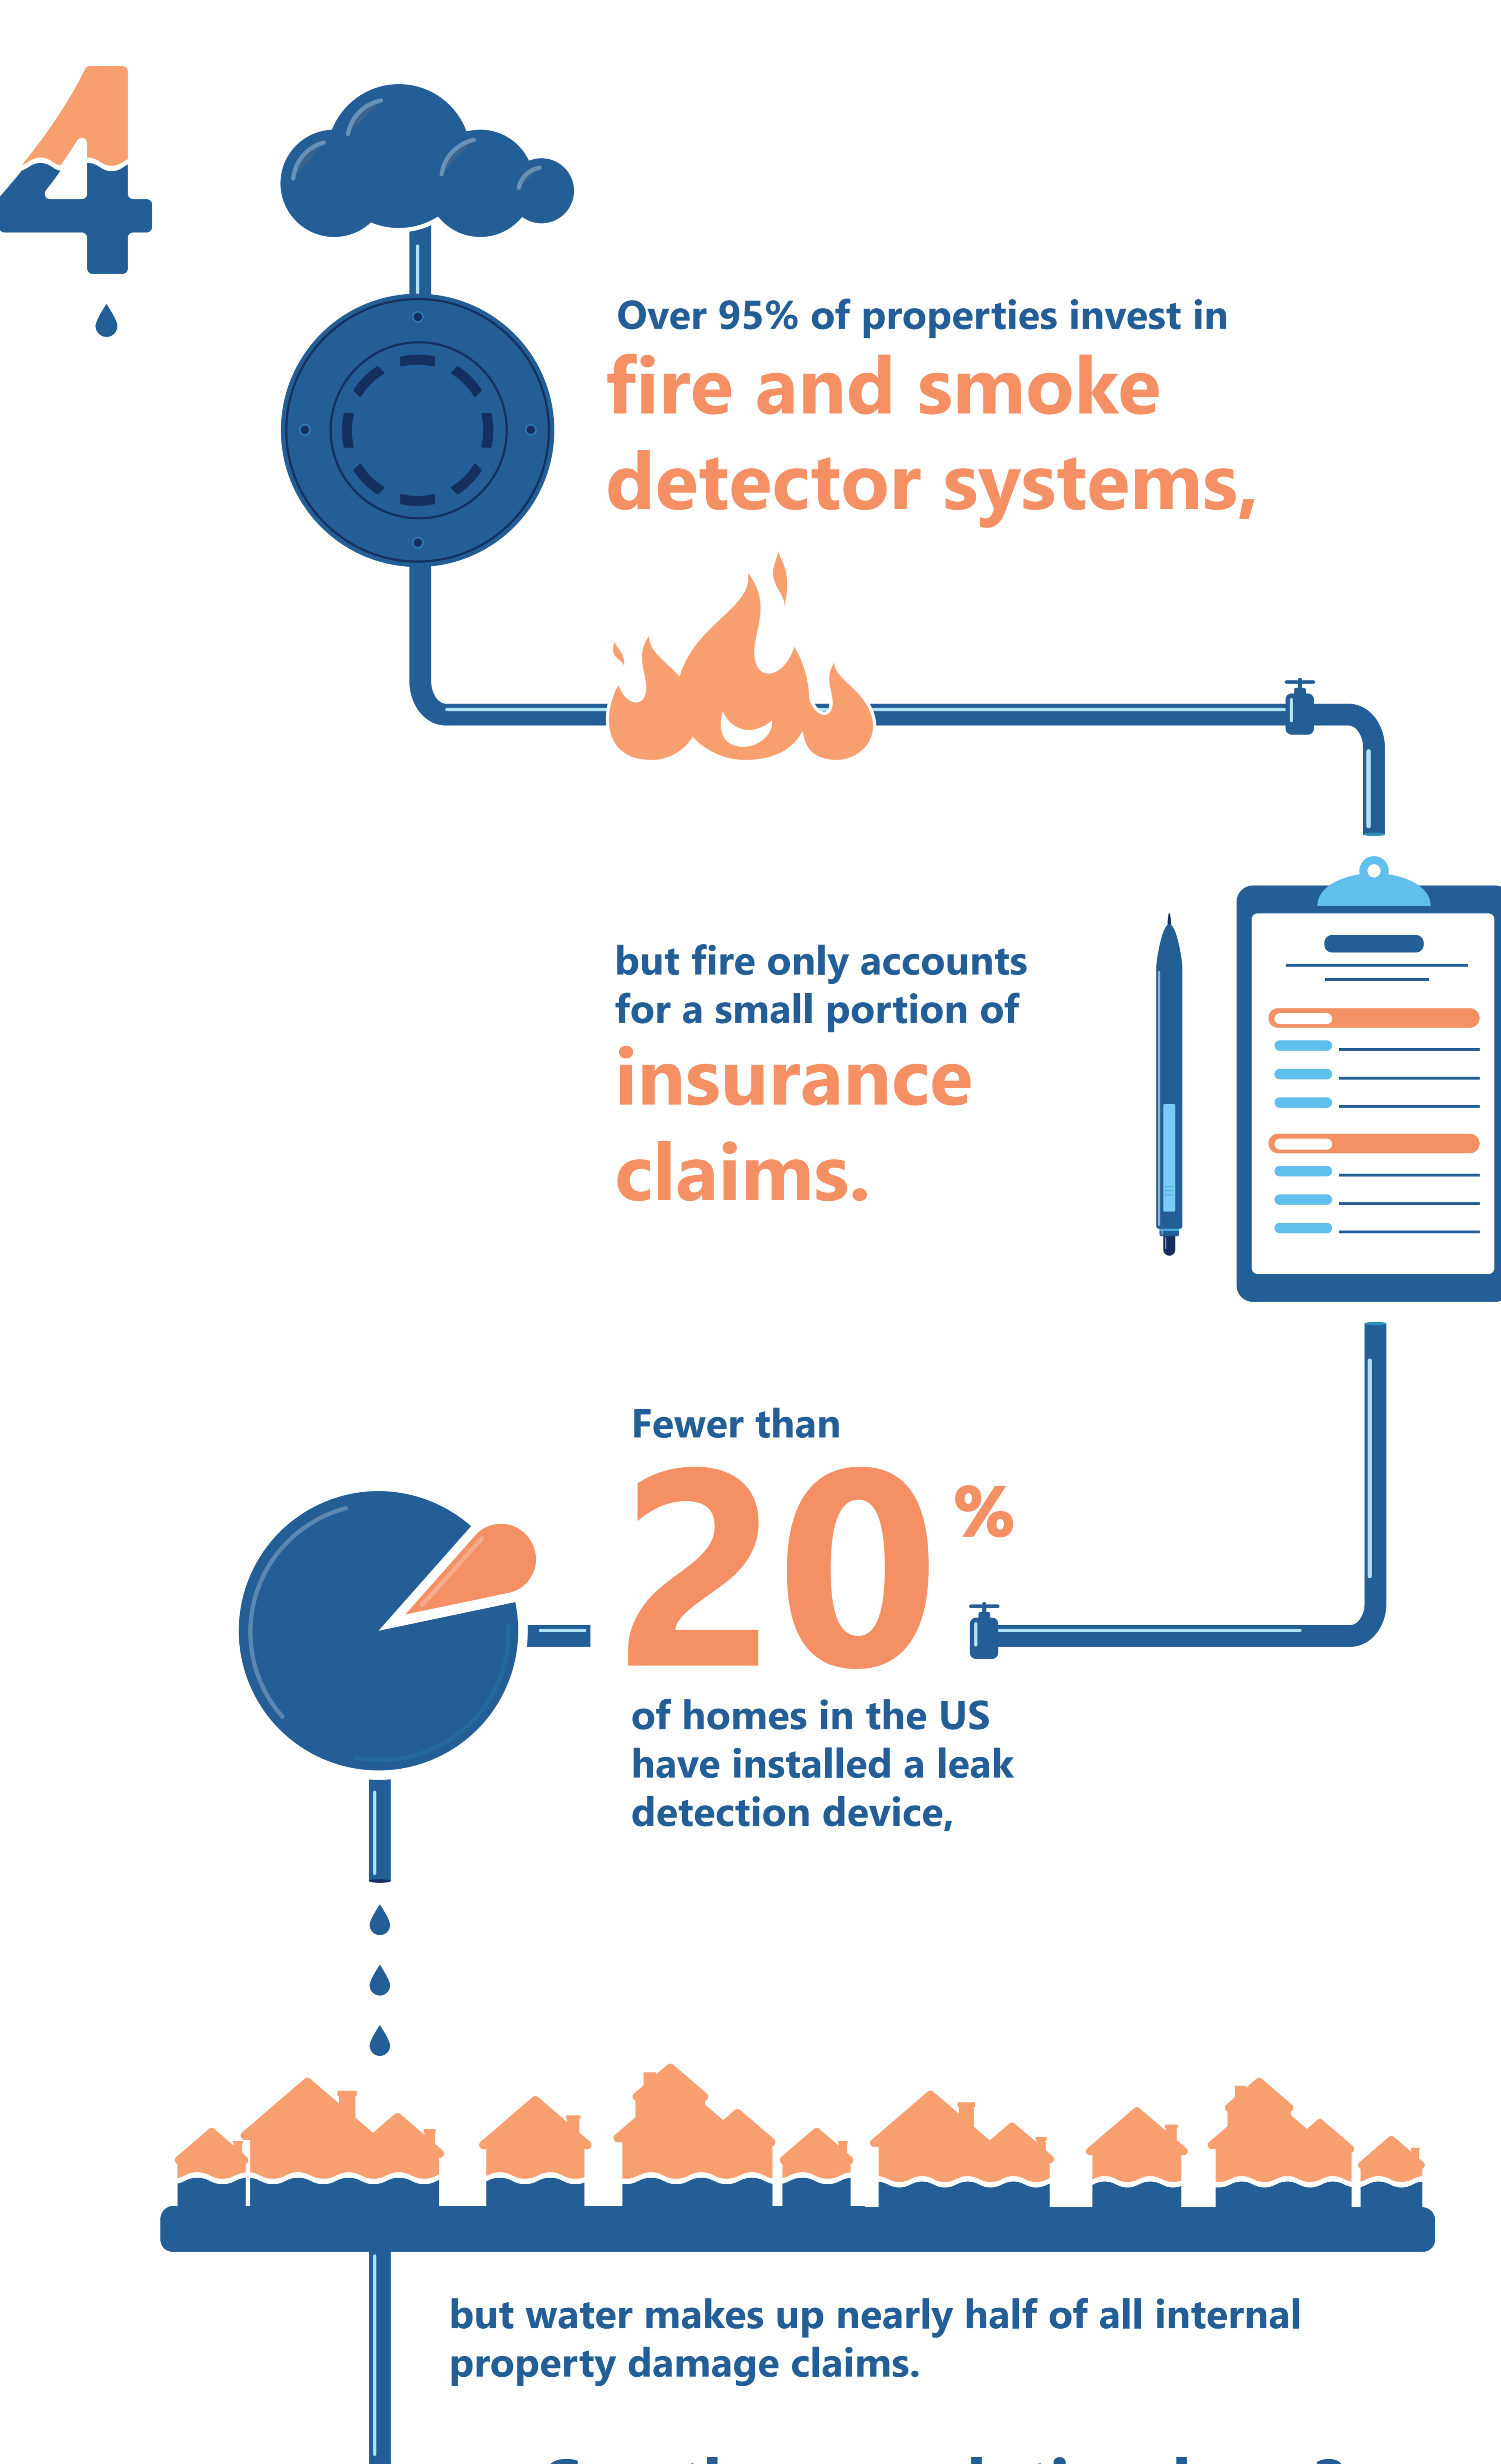 4
Over 95% of properties invest in
fire and smoke
detector systems,
but fire only accounts
for a small portion of
insurance
claims.
Fewer than
20%
of homes in the US
have installed a leak
detection device,
but water makes up nearly half of all internal
property damage claims.